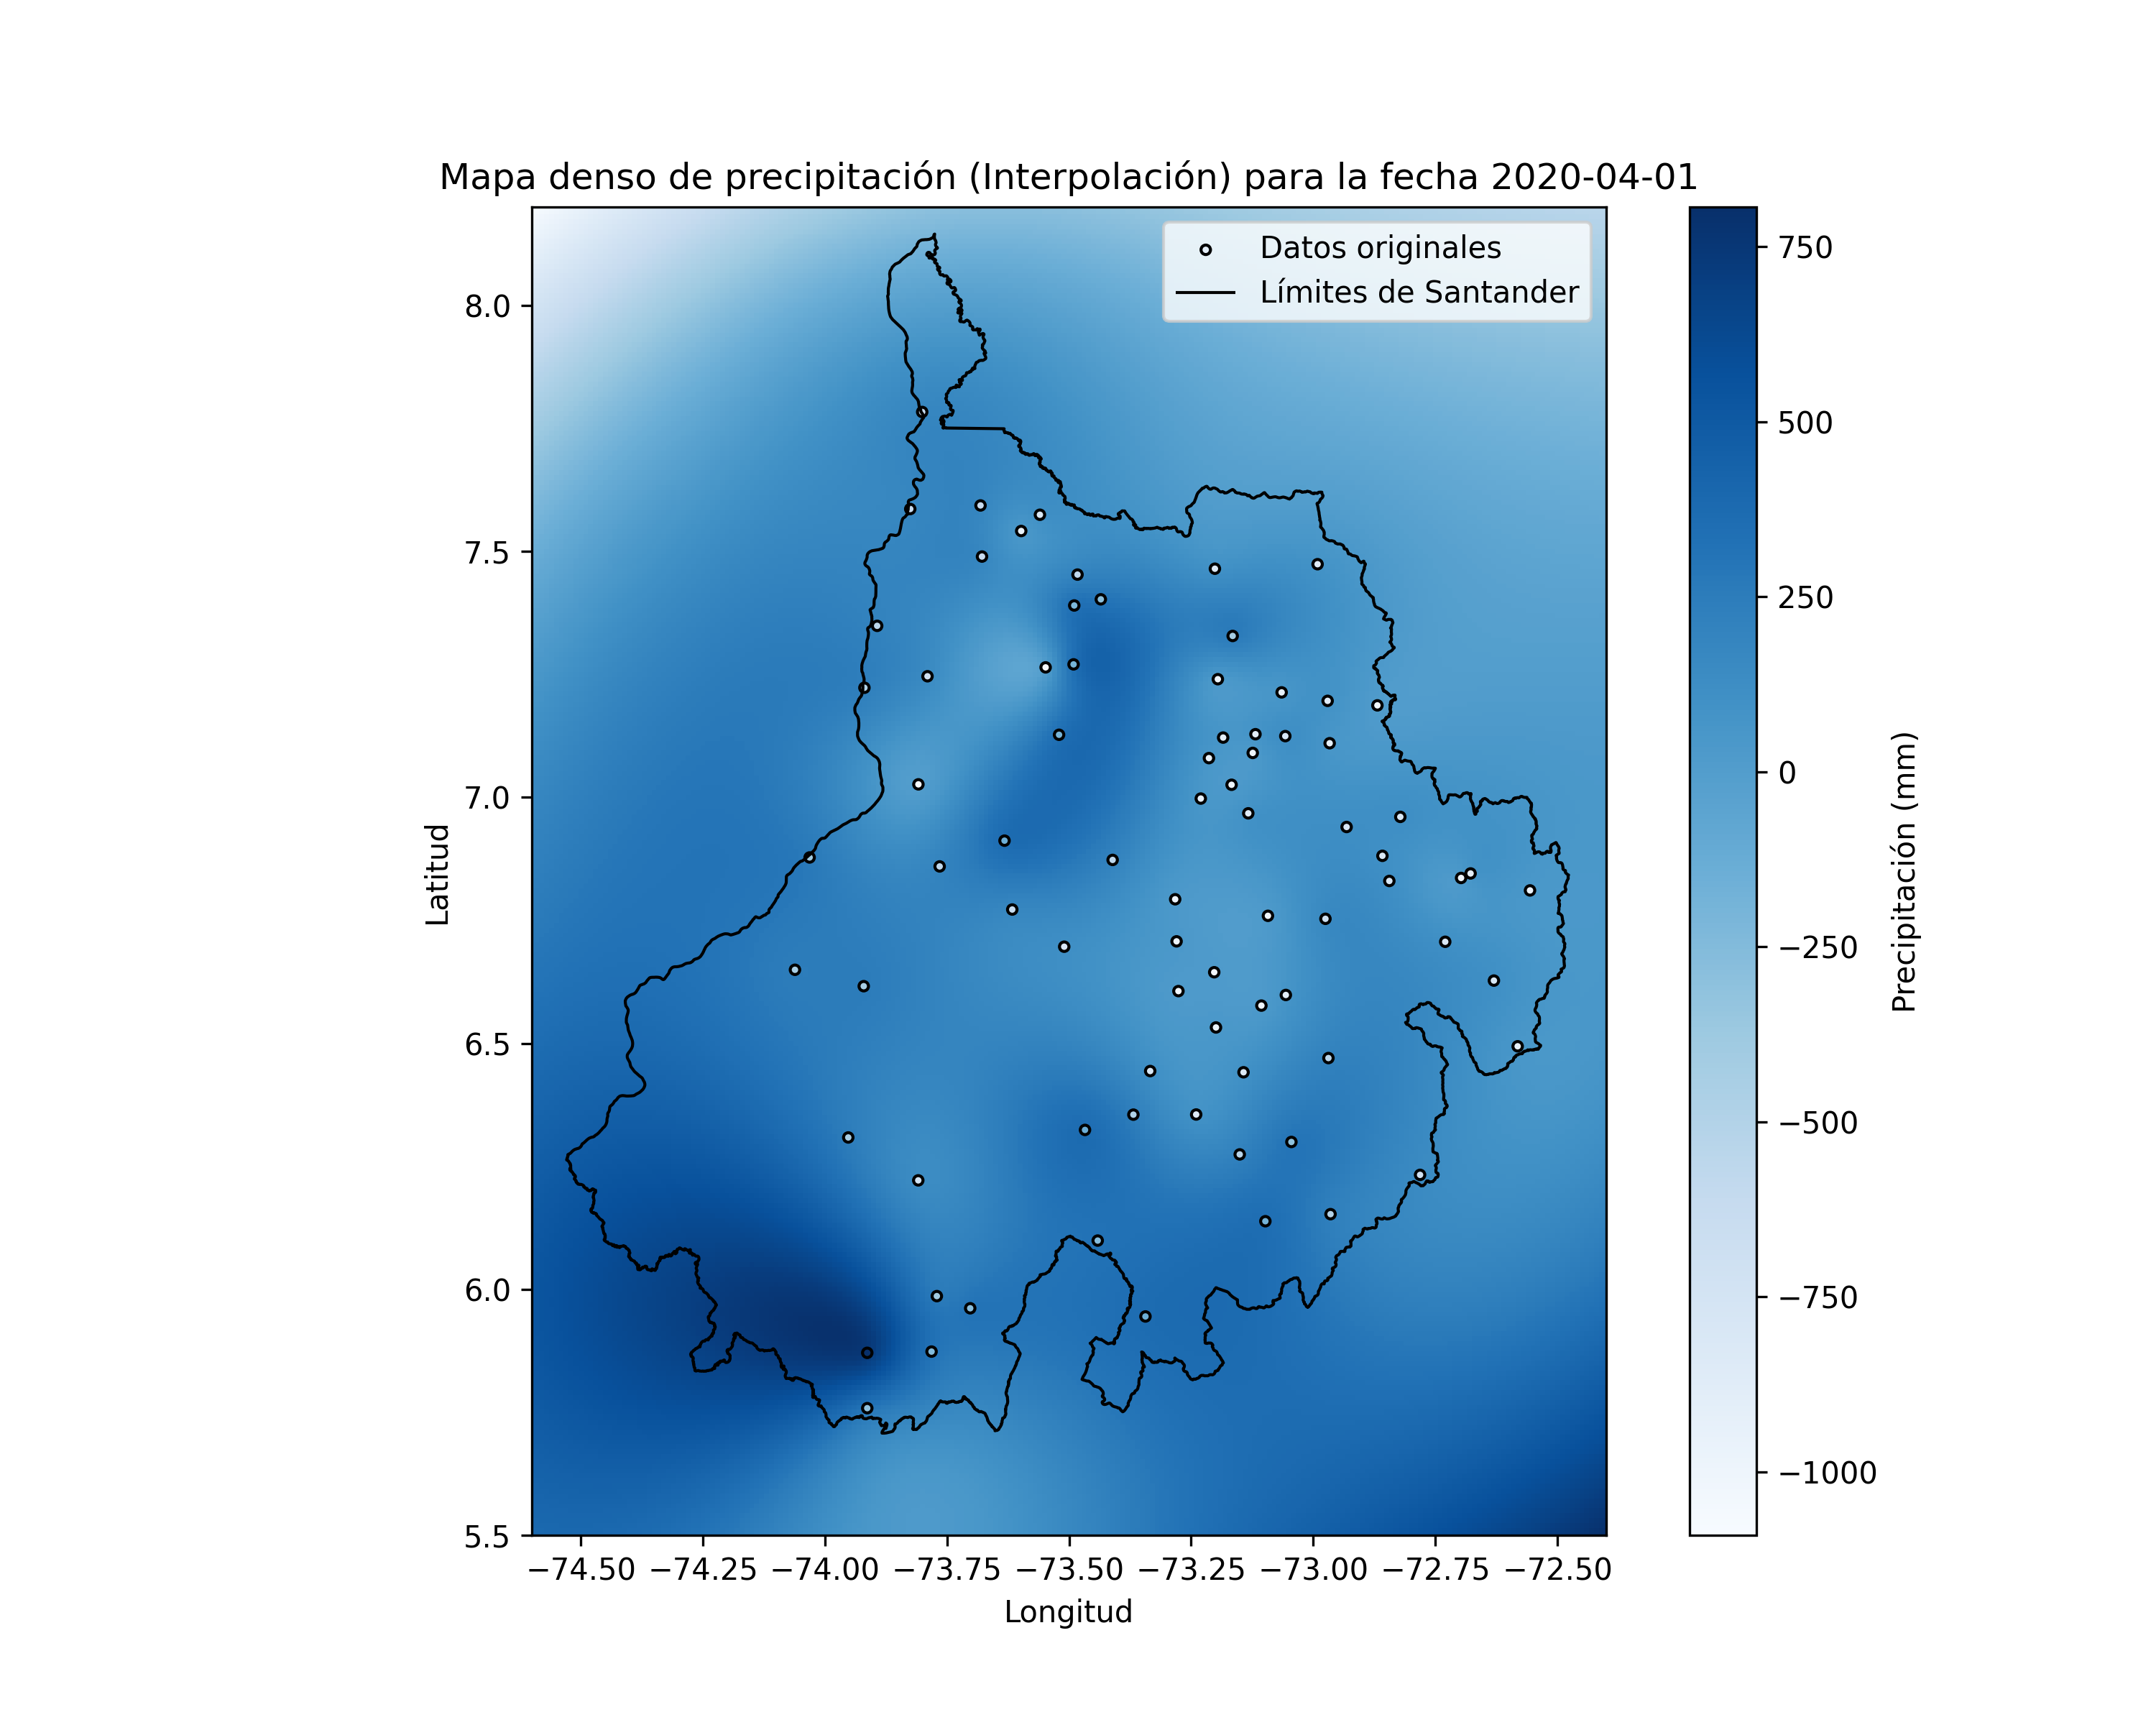 Mapa denso de precipitación (Interpolación) para la fecha 2020-04-01
Datos originales
Límites de Santander
8.0
7.5
7.0
6.5
6.0
5.5
Latitud
−74.50 −74.25 −74.00 −73.75 −73.50 −73.25 −73.00 −72.75 −72.50
Longitud
750
500
250
0
−250
−500
−750
−1000
Precipitación (mm)